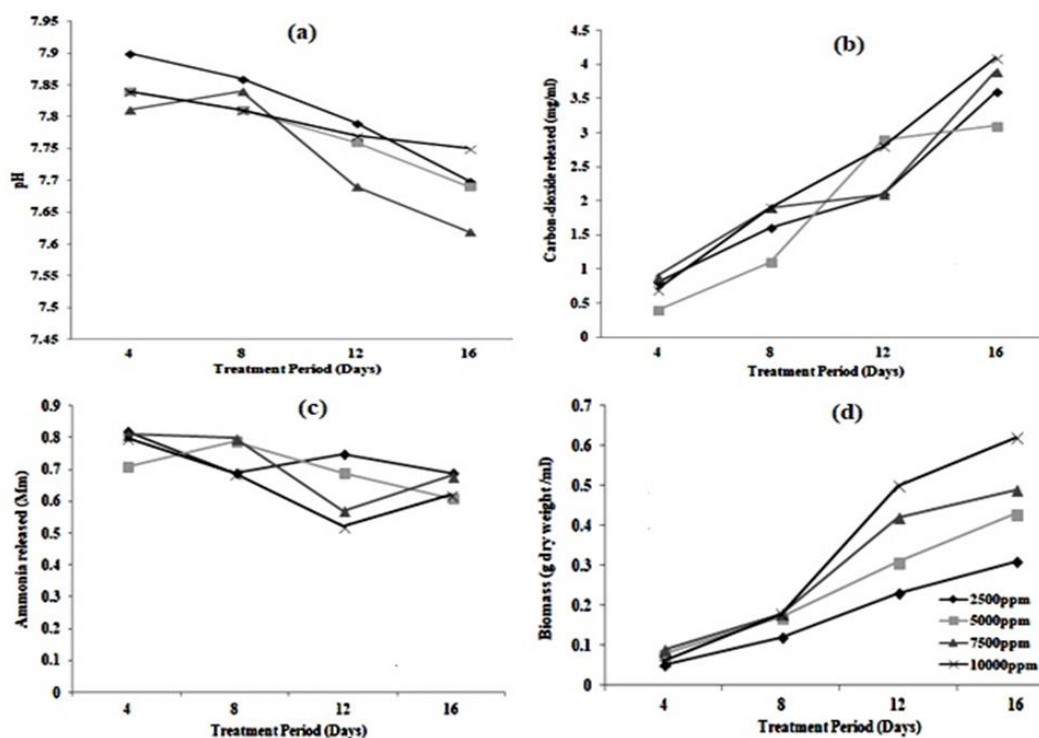 (a)
7.95
7.9
7.85
7.8
7.75
7.7
7.65
7.6
7.55
7.5
7.45
pH
4 8 12 16
Treatment Period (Days)
(b)
4.5
4
3.5
3
2.5
2
1.5
1
0.5
0
Carbon-dioxide released (mg/ml)
4 8 12 16
Treatment Period (Days)
(c)
0.9
0.8
0.7
0.6
0.5
0.4
0.3
0.2
0.1
0
Ammonia released (Mm)
4 8 12 16
Treatment Period (Days)
(d)
0.7
0.6
0.5
0.4
0.3
0.2
0.1
0
Biomass (g dry weight /ml)
2500ppm
5000ppm
7500ppm
10000ppm
4 8 12 16
Treatment Period (Days)